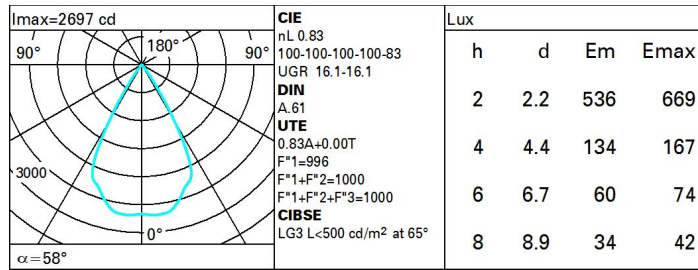 Imax=2697 cd
90°
180°
90°
3000
0°
α=58°
CIE
nL 0.83
100-100-100-100-83
UGR 16.1-16.1
DIN
A.61
UTE
0.83A+0.00T
F"1=996
F"1+F"2=1000
F"1+F"2+F"3=1000
CIBSE
LG3 L<500 cd/m² at 65°
Lux
h d Em Emax
2 2.2 536 669
4 4.4 134 167
6 6.7 60 74
8 8.9 34 42